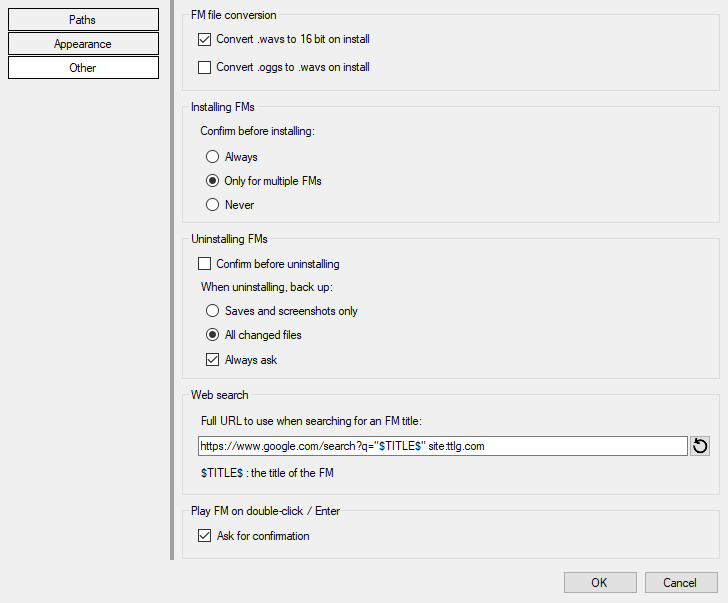 Paths
Appearance
Other
FM file conversion
Convert .wavs to 16 bit on install
Convert .oggs to .wavs on install
Installing FMs
Confirm before installing:
Always
Only for multiple FMs
Never
Uninstalling FMs
Confirm before uninstalling
When uninstalling, back up:
Saves and screenshots only
All changed files
Always ask
Web search
Full URL to use when searching for an FM title:
https://www.google.com/search?q="$TITLE$" site:ttlg.com
$TITLE$ : the title of the FM
Play FM on double-click / Enter
Ask for confirmation
OK
Cancel